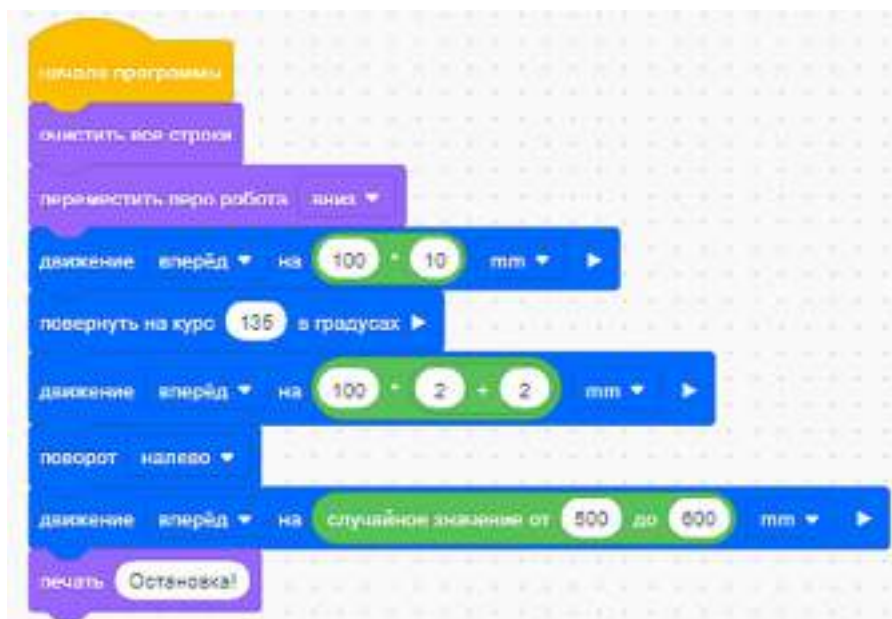 начало программы
очистить все строки
переместить перо робота вниз
движение вперёд на 100 * 10 mm
повернуть на курс 135 в градусах
движение вперёд на 100 * 2 + 2 mm
поворот налево
движение вперёд на случайное значение от 500 до 600 mm
печать Остановка!